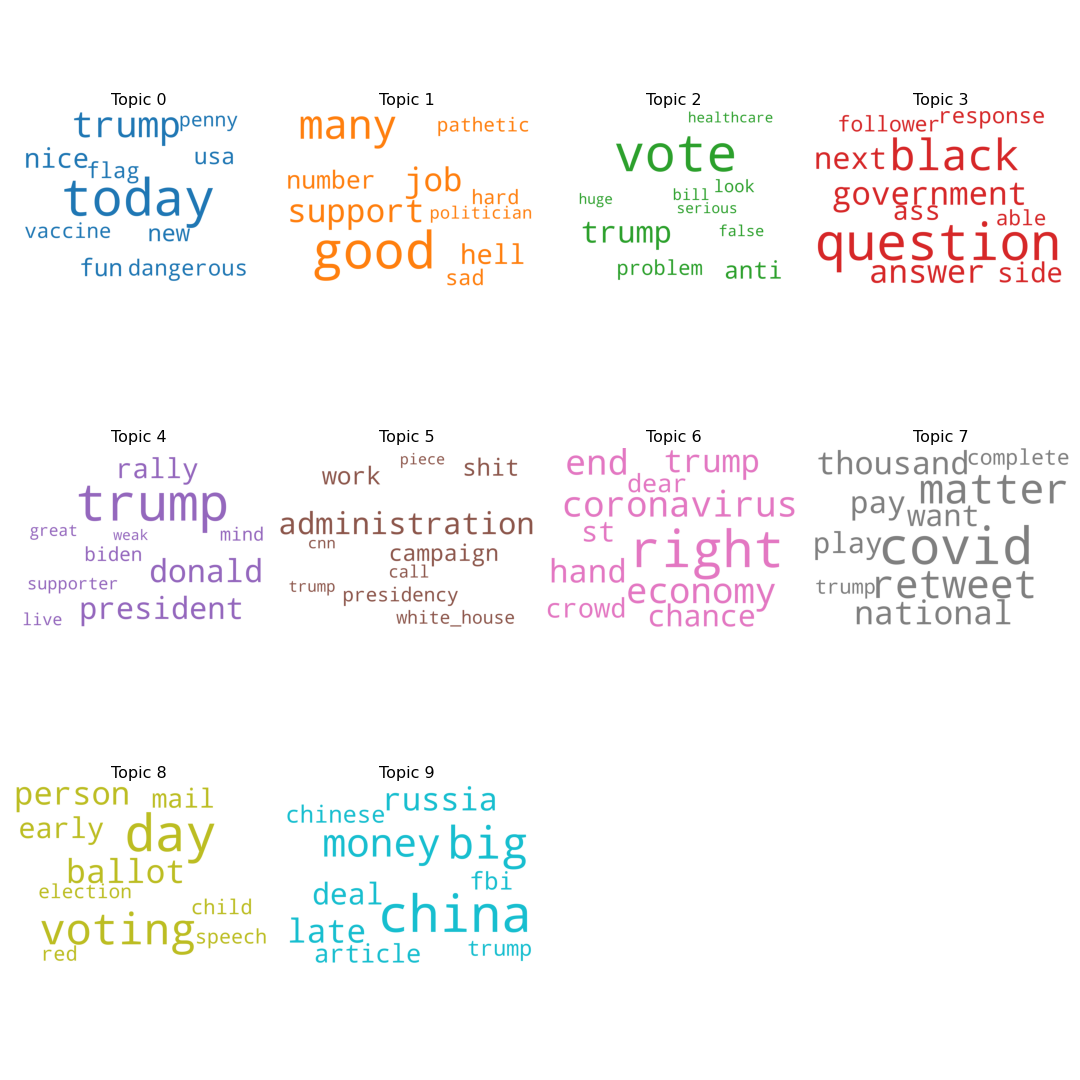 Topic 0
trump penny
nice flag usa
today
vaccine new
fun dangerous
Topic 1
many pathetic
number job hard
support politician
good hell
sad
Topic 2
healthcare
vote
huge bill look
serious
trump false
problem anti
Topic 3
follower response
next black
government
ass able
question
answer side
Topic 4
rally
trump
great weak mind
biden donald
supporter
live president
Topic 5
piece
work shit
administration
cnn campaign
call
trump presidency
white_house
Topic 6
end trump
dear
coronavirus
st right
hand economy
crowd chance
Topic 7
thousand complete
pay matter
want
play covid
trump retweet
national
Topic 8
person mail
early day
ballot
election child
voting speech
red
Topic 9
chinese russia
money big
deal fbi
late china
article trump